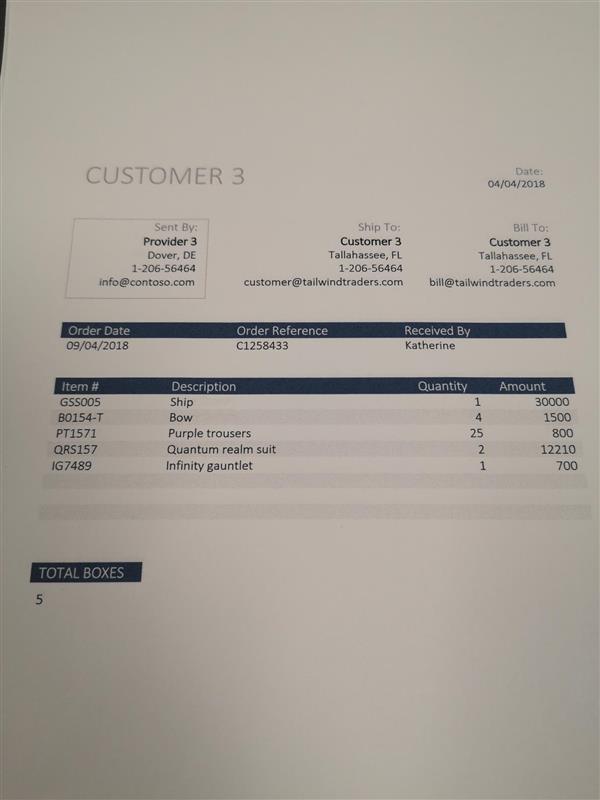 CUSTOMER 3
Date:
04/04/2018
Sent By:
Provider 3
Dover, DE
1-206-56464
info@contoso.com
Ship To:
Customer 3
Tallahassee, FL
1-206-56464
customer@tailwindtraders.com
Bill To:
Customer 3
Tallahassee, FL
1-206-56464
bill@tailwindtraders.com
Order Date Order Reference Received By
09/04/2018 C1258433 Katherine
Item # Description Quantity Amount
GSS005 Ship 1 30000
B0154-T Bow 4 1500
PT1571 Purple trousers 25 800
QRS157 Quantum realm suit 2 12210
IG7489 Infinity gauntlet 1 700
TOTAL BOXES
5